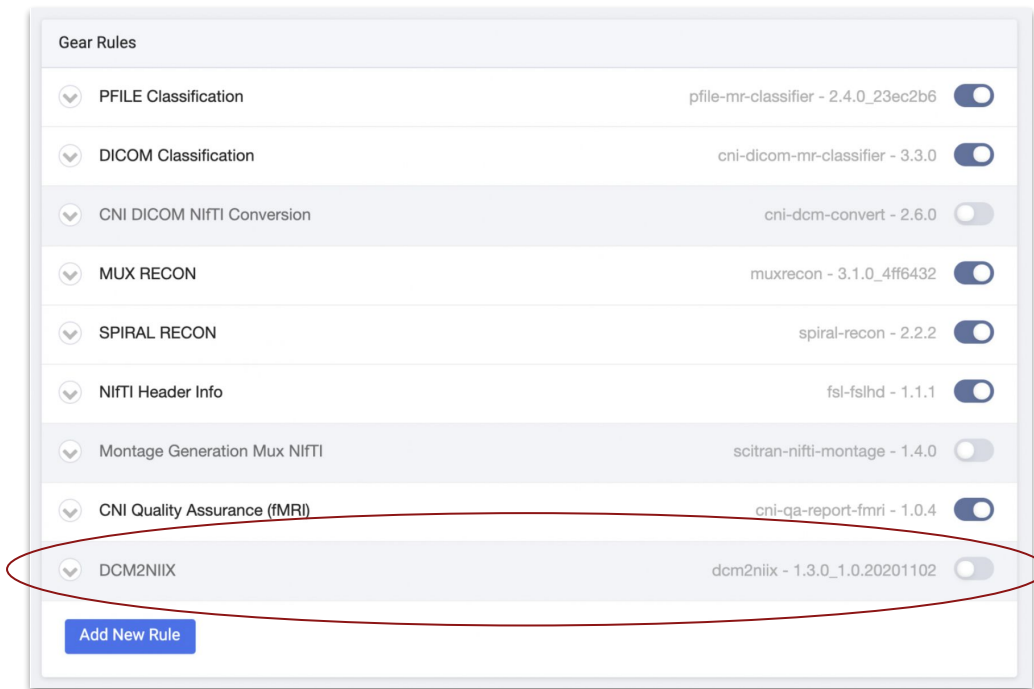 Gear Rules
PFILE Classification pfile-mr-classifier - 2.4.0_23ec2b6
DICOM Classification cni-dicom-mr-classifier - 3.3.0
CNI DICOM NIfTI Conversion cni-dcm-convert - 2.6.0
MUX RECON muxrecon - 3.1.0_4ff6432
SPIRAL RECON spiral-recon - 2.2.2
NIfTI Header Info fsl-fslhd - 1.1.1
Montage Generation Mux NIfTI scitran-nifti-montage - 1.4.0
CNI Quality Assurance (fMRI) cni-qa-report-fmri - 1.0.4
DCM2NIIX dcm2niix - 1.3.0_1.0.20201102
Add New Rule